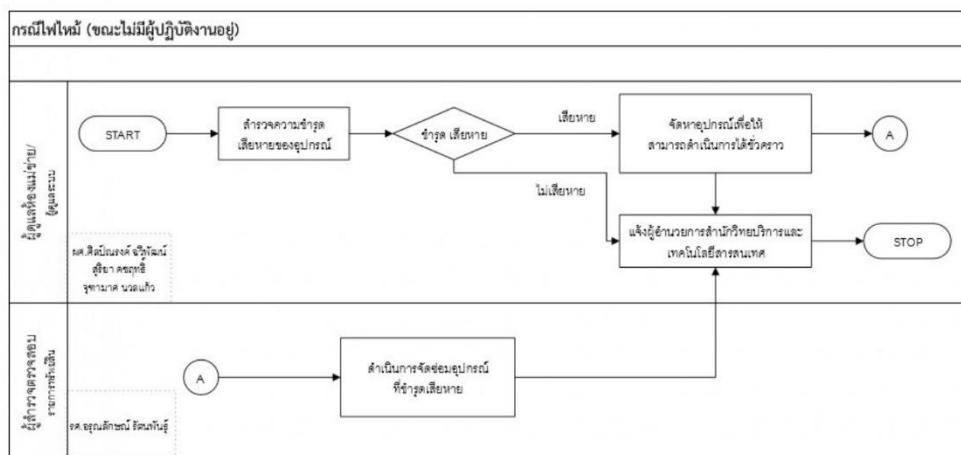 กรณีไฟไหม้ (ขณะไม่มีผู้ปฏิบัติงานอยู่)
ผู้ดูแลห้องแม่ข่าย/
ผู้ดูแลระบบ
START
สำรวจความชำรุด
เสียหายของอุปกรณ์
ชำรุด เสียหาย
เสียหาย
จัดหาอุปกรณ์เพื่อให้
สามารถดำเนินการได้ชั่วคราว
A
ไม่เสียหาย
แจ้งผู้อำนวยการสำนักวิทยบริการและ
เทคโนโลยีสารสนเทศ
STOP
ผศ.ศิลป์ณรงค์ ฉวีพัฒน์
สุริยา คชฤทธิ์
จุฑามาศ นวลแก้ว
ผู้สำรวจตรวจสอบ
รายการทรัพย์สิน
A
ดำเนินการจัดซ่อมอุปกรณ์
ที่ชำรุดเสียหาย
รศ.อรุณลักษณ์ รัตนพันธุ์